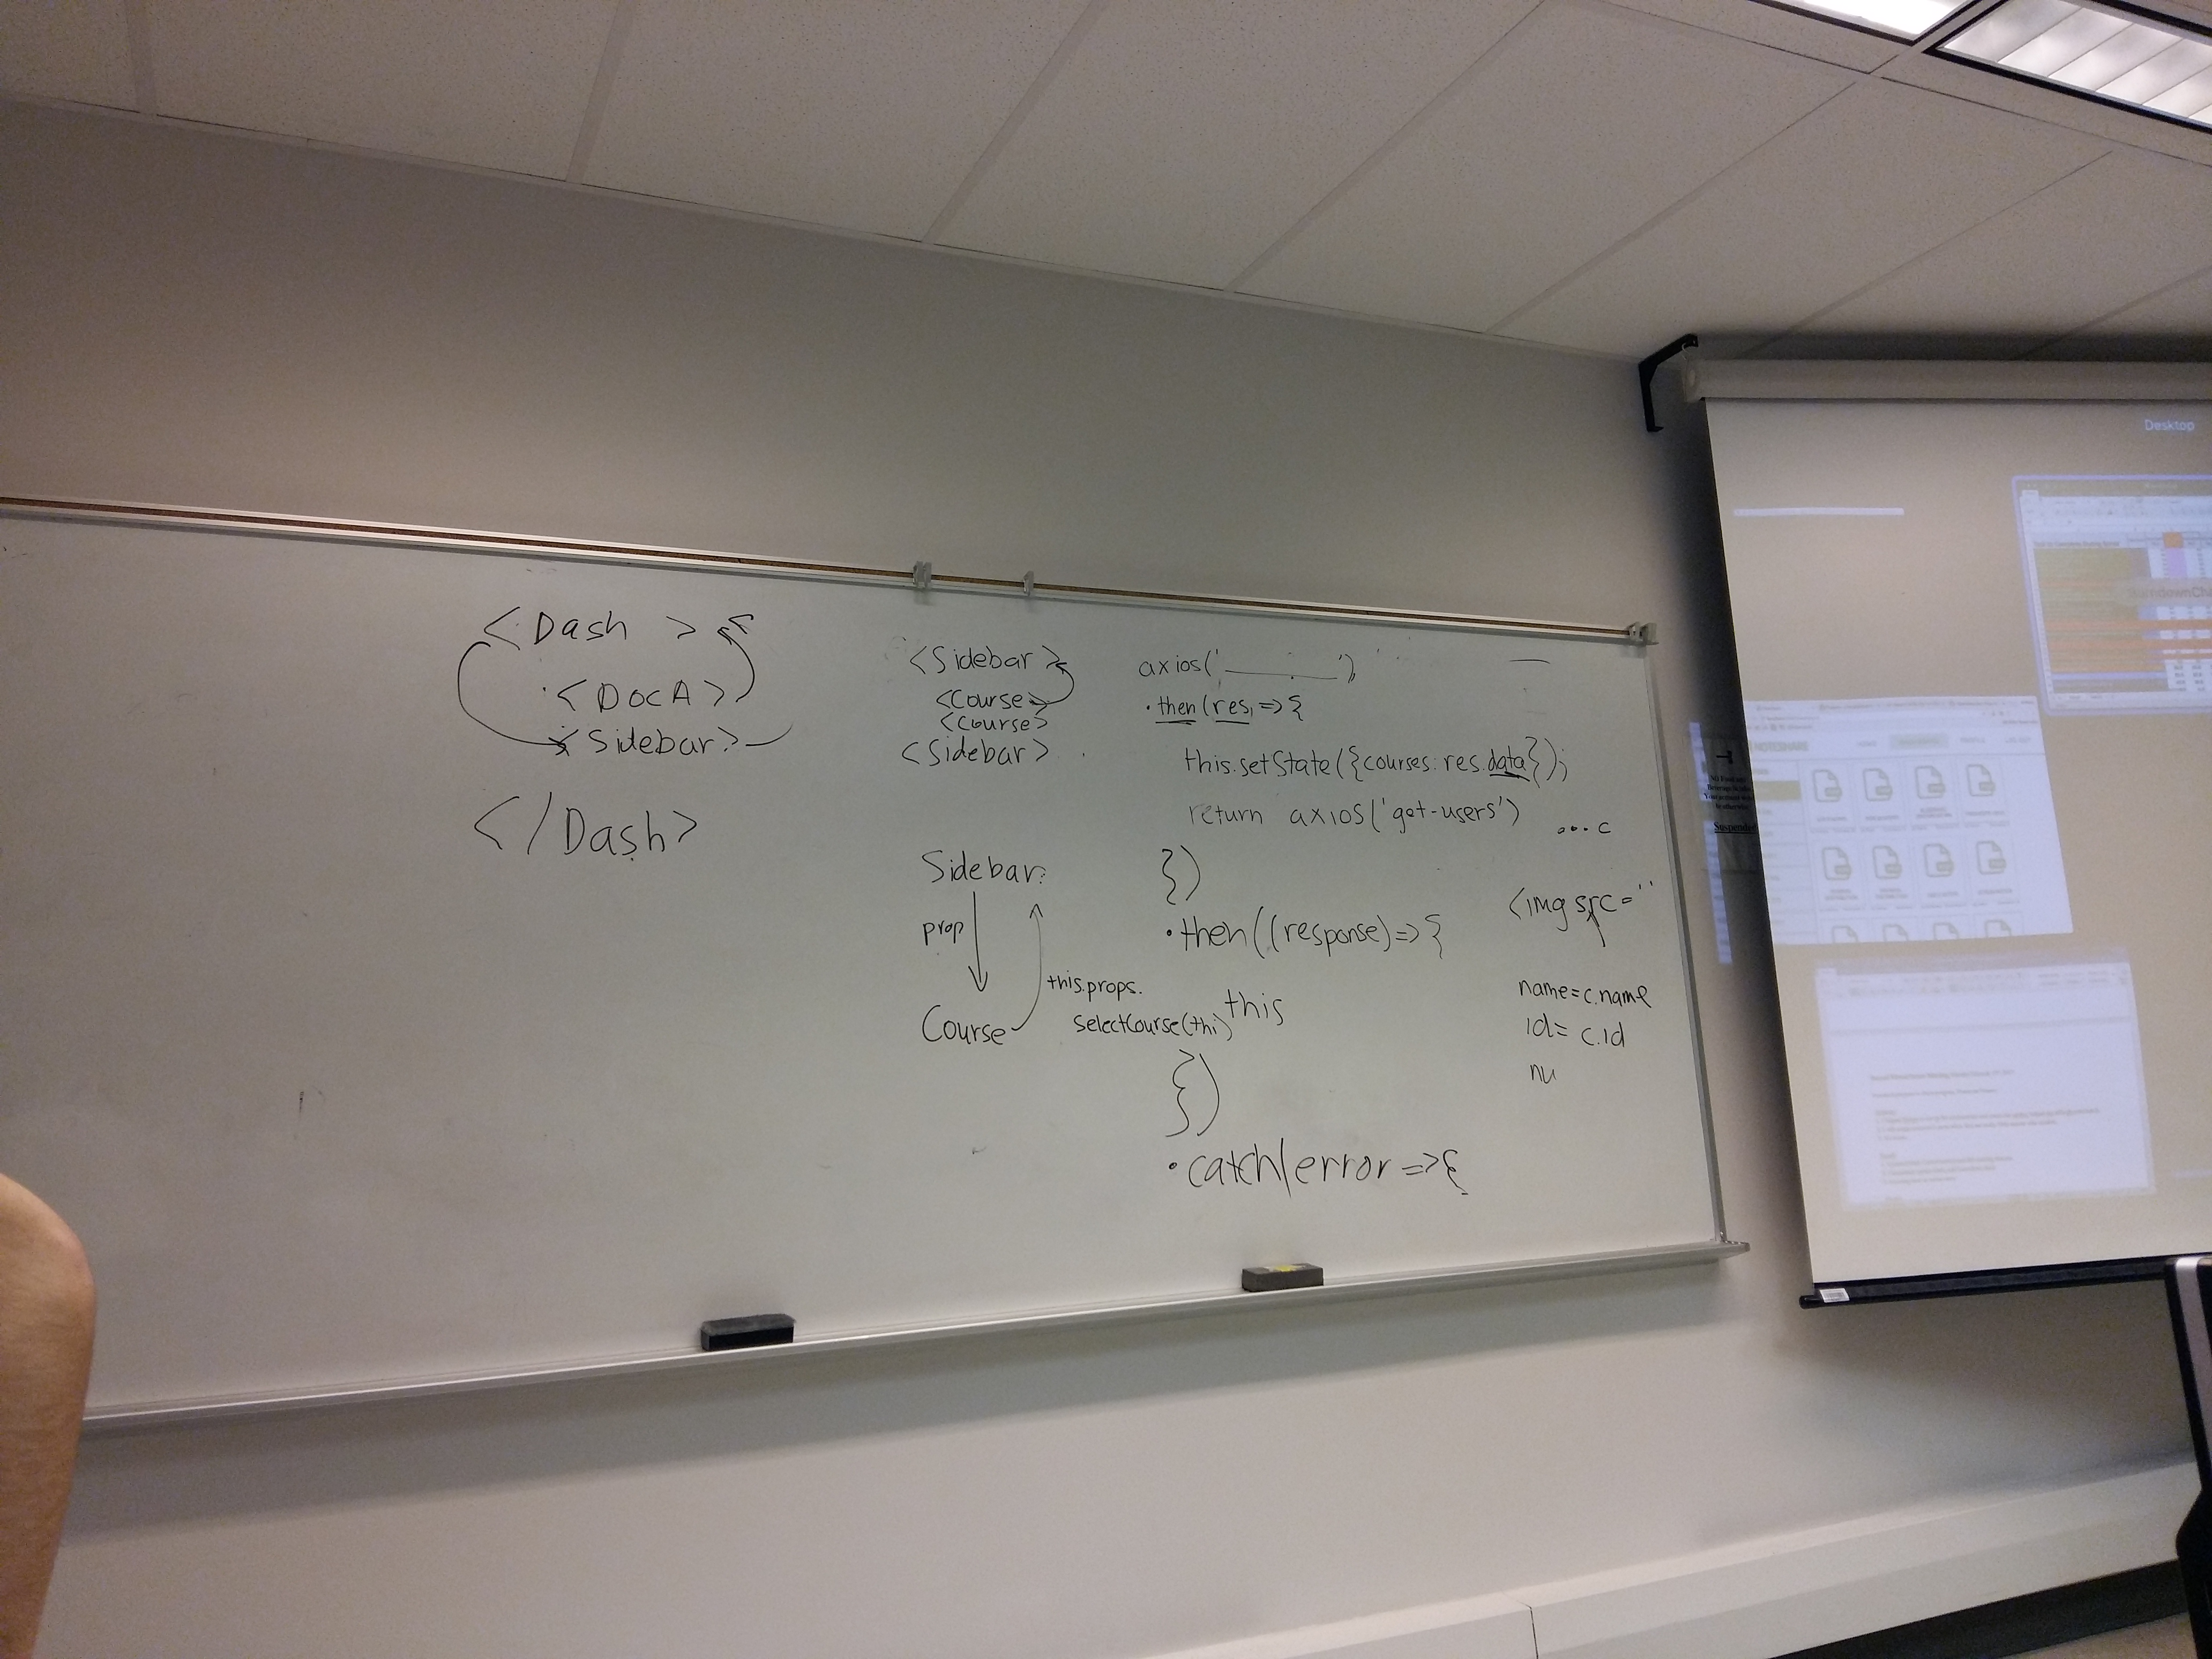 <Dash >
<DocA>
<Sidebar>
</Dash>
<Sidebar>
<Course>
<Course>
<Sidebar>
Sidebar:
prop
this.props.
selectCourse(thi)
Course
axios('__________')
.then(res => {
this.setState({courses: res.data});
return axios('get-users')
})
.then((response) => {
this
})
.catch(error => {
...c
<img src=''
name=c.name
id= c.id
nu
Desktop
NOTESHARE
Suspended